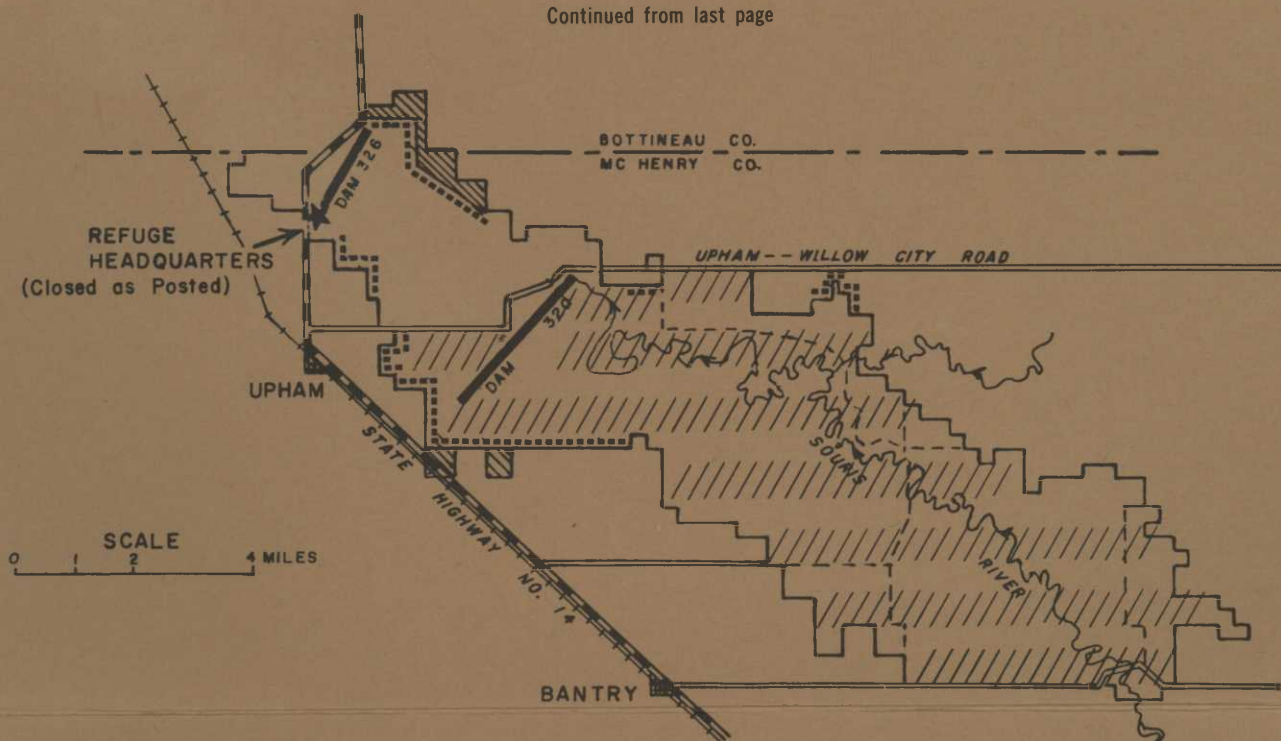 Continued from last page
BOTTINEAU CO.
MC HENRY CO.
DAM 326
REFUGE
HEADQUARTERS
(Closed as Posted)
UPHAM -- WILLOW CITY ROAD
DAM 320
UPHAM
STATE HIGHWAY NO. 14
SOURIS RIVER
SCALE
0 1 2 4 MILES
BANTRY